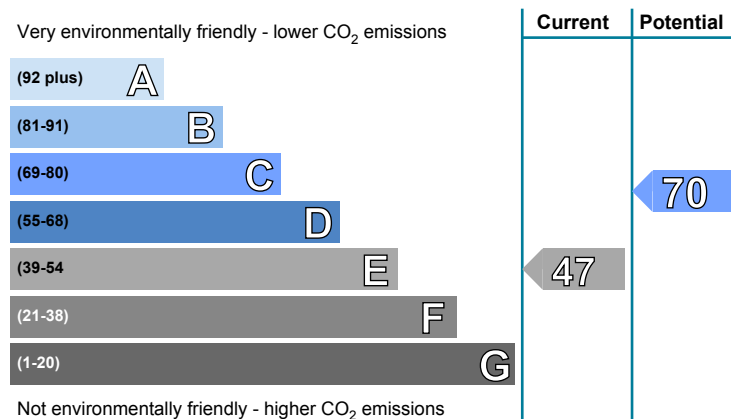 Very environmentally friendly - lower CO₂ emissions
Current
Potential
(92 plus) A
(81-91) B
(69-80) C
70
(55-68) D
(39-54 E
47
(21-38) F
(1-20) G
Not environmentally friendly - higher CO₂ emissions